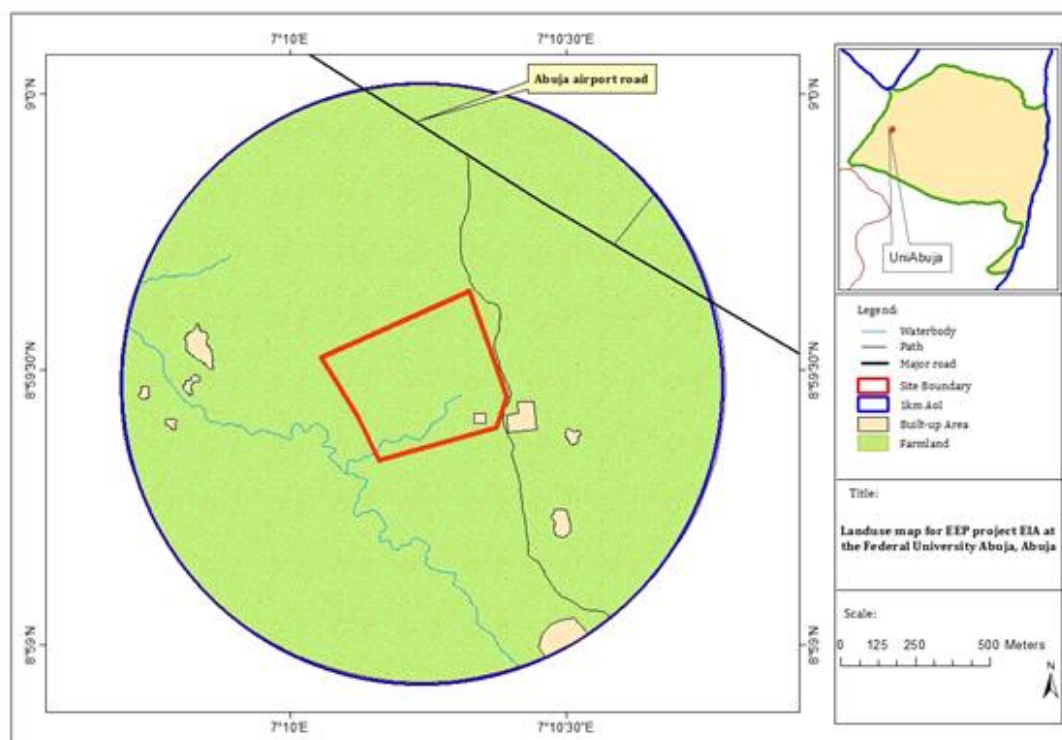 7°10'E
7°10'30"E
9°0'N
9°0'N
Abuja airport road
8°59'30"N
8°59'30"N
8°59'N
8°59'N
7°10'E
7°10'30"E
UniAbuja
Legend:
Waterbody
Path
Major road
Site Boundary
1km AoI
Built-up Area
Farmland
Title:
Landuse map for EEP project EIA at
the Federal University Abuja, Abuja
Scale:
0 125 250 500 Meters
N